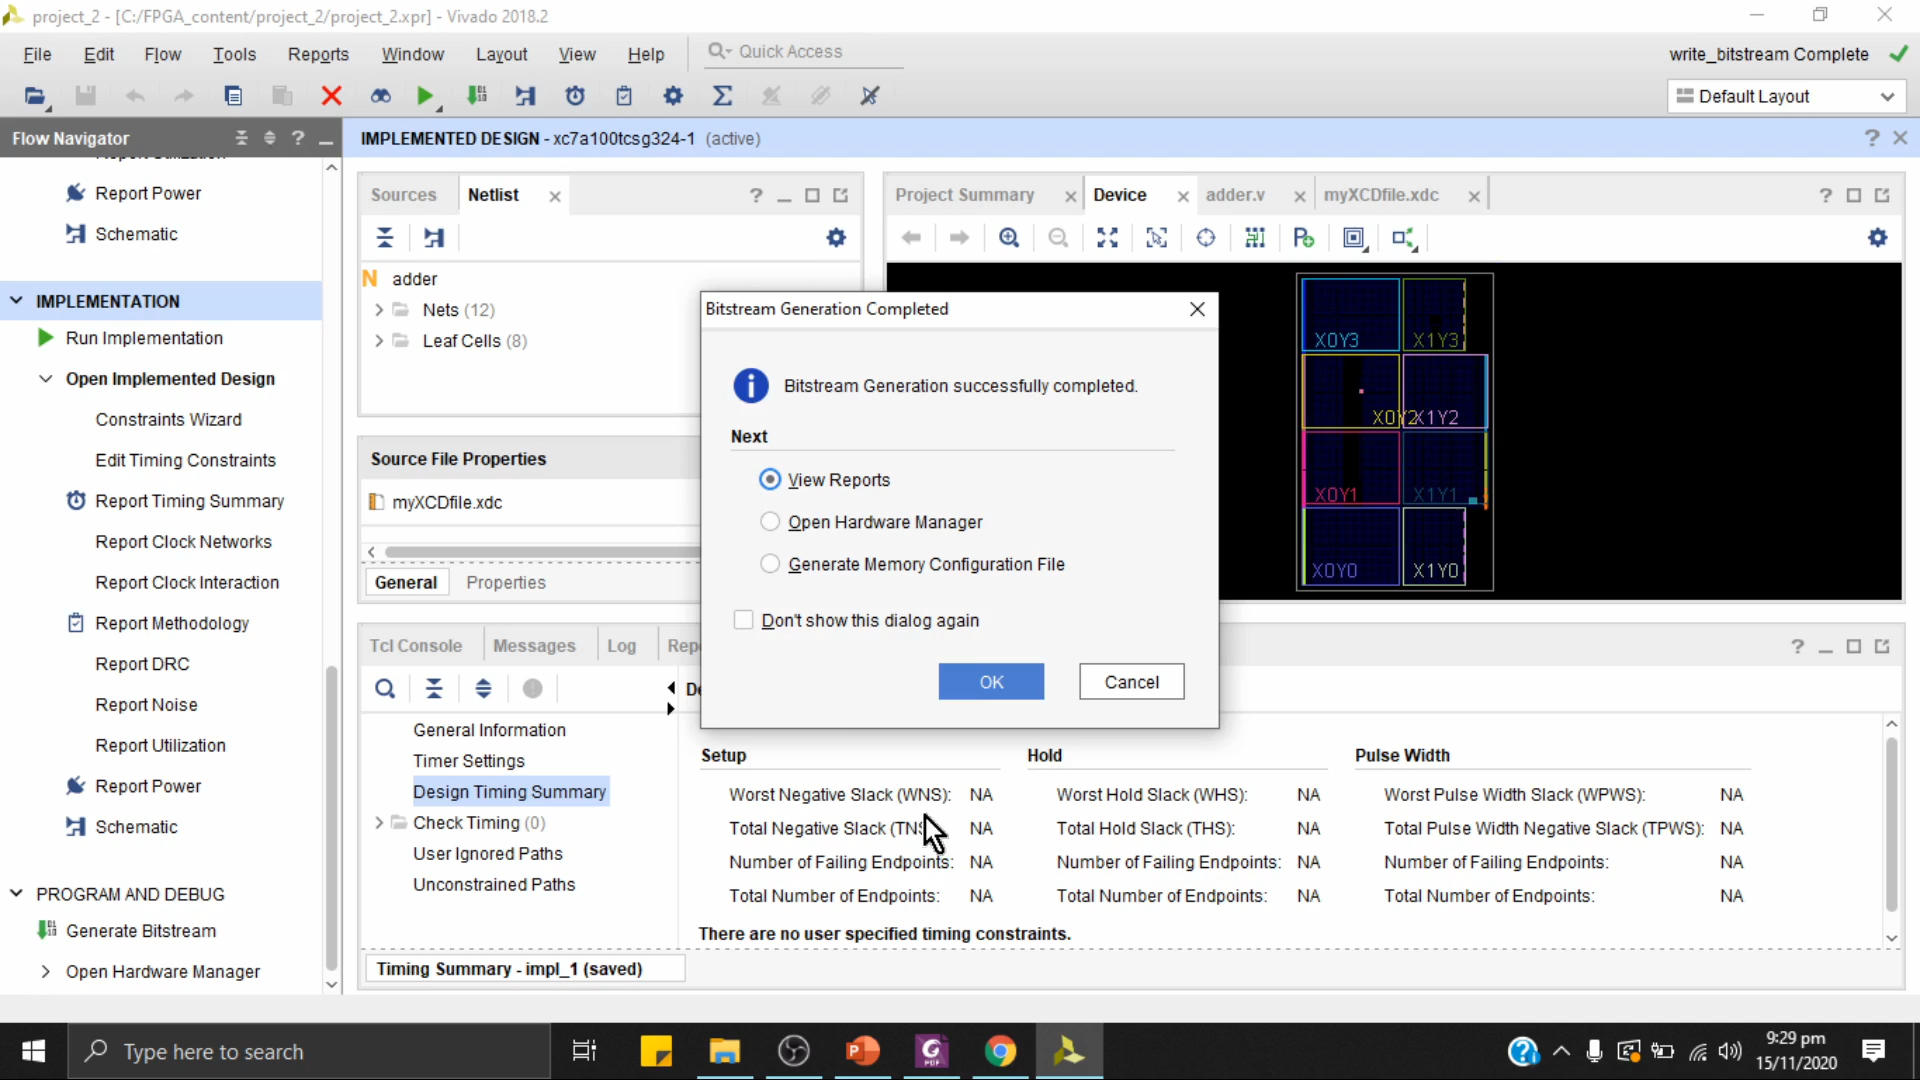 project_2 - [C:/FPGA_content/project_2/project_2.xpr] - Vivado 2018.2
File Edit Flow Tools Reports Window Layout View Help Quick Access
write_bitstream Complete
Default Layout
Flow Navigator
IMPLEMENTED DESIGN - xc7a100tcsg324-1 (active)
Report Power
Schematic
IMPLEMENTATION
Run Implementation
Open Implemented Design
Constraints Wizard
Edit Timing Constraints
Report Timing Summary
Report Clock Networks
Report Clock Interaction
Report Methodology
Report DRC
Report Noise
Report Utilization
Report Power
Schematic
PROGRAM AND DEBUG
Generate Bitstream
Open Hardware Manager
Sources Netlist
N adder
Nets (12)
Leaf Cells (8)
Source File Properties
myXCDfile.xdc
General Properties
Project Summary Device adder.v myXCDfile.xdc
X0Y3 X1Y3
X0Y2 X1Y2
X0Y1 X1Y1
X0Y0 X1Y0
Bitstream Generation Completed
Bitstream Generation successfully completed.
Next
View Reports
Open Hardware Manager
Generate Memory Configuration File
Don't show this dialog again
OK Cancel
Tcl Console Messages Log
General Information
Timer Settings
Design Timing Summary
Check Timing (0)
User Ignored Paths
Unconstrained Paths
Setup Hold Pulse Width
Worst Negative Slack (WNS): NA Worst Hold Slack (WHS): NA Worst Pulse Width Slack (WPWS): NA
Total Negative Slack (TNS NA Total Hold Slack (THS): NA Total Pulse Width Negative Slack (TPWS): NA
Number of Failing Endpoints: NA Number of Failing Endpoints: NA Number of Failing Endpoints: NA
Total Number of Endpoints: NA Total Number of Endpoints: NA Total Number of Endpoints: NA
There are no user specified timing constraints.
Timing Summary - impl_1 (saved)
Type here to search
9:29 pm
15/11/2020